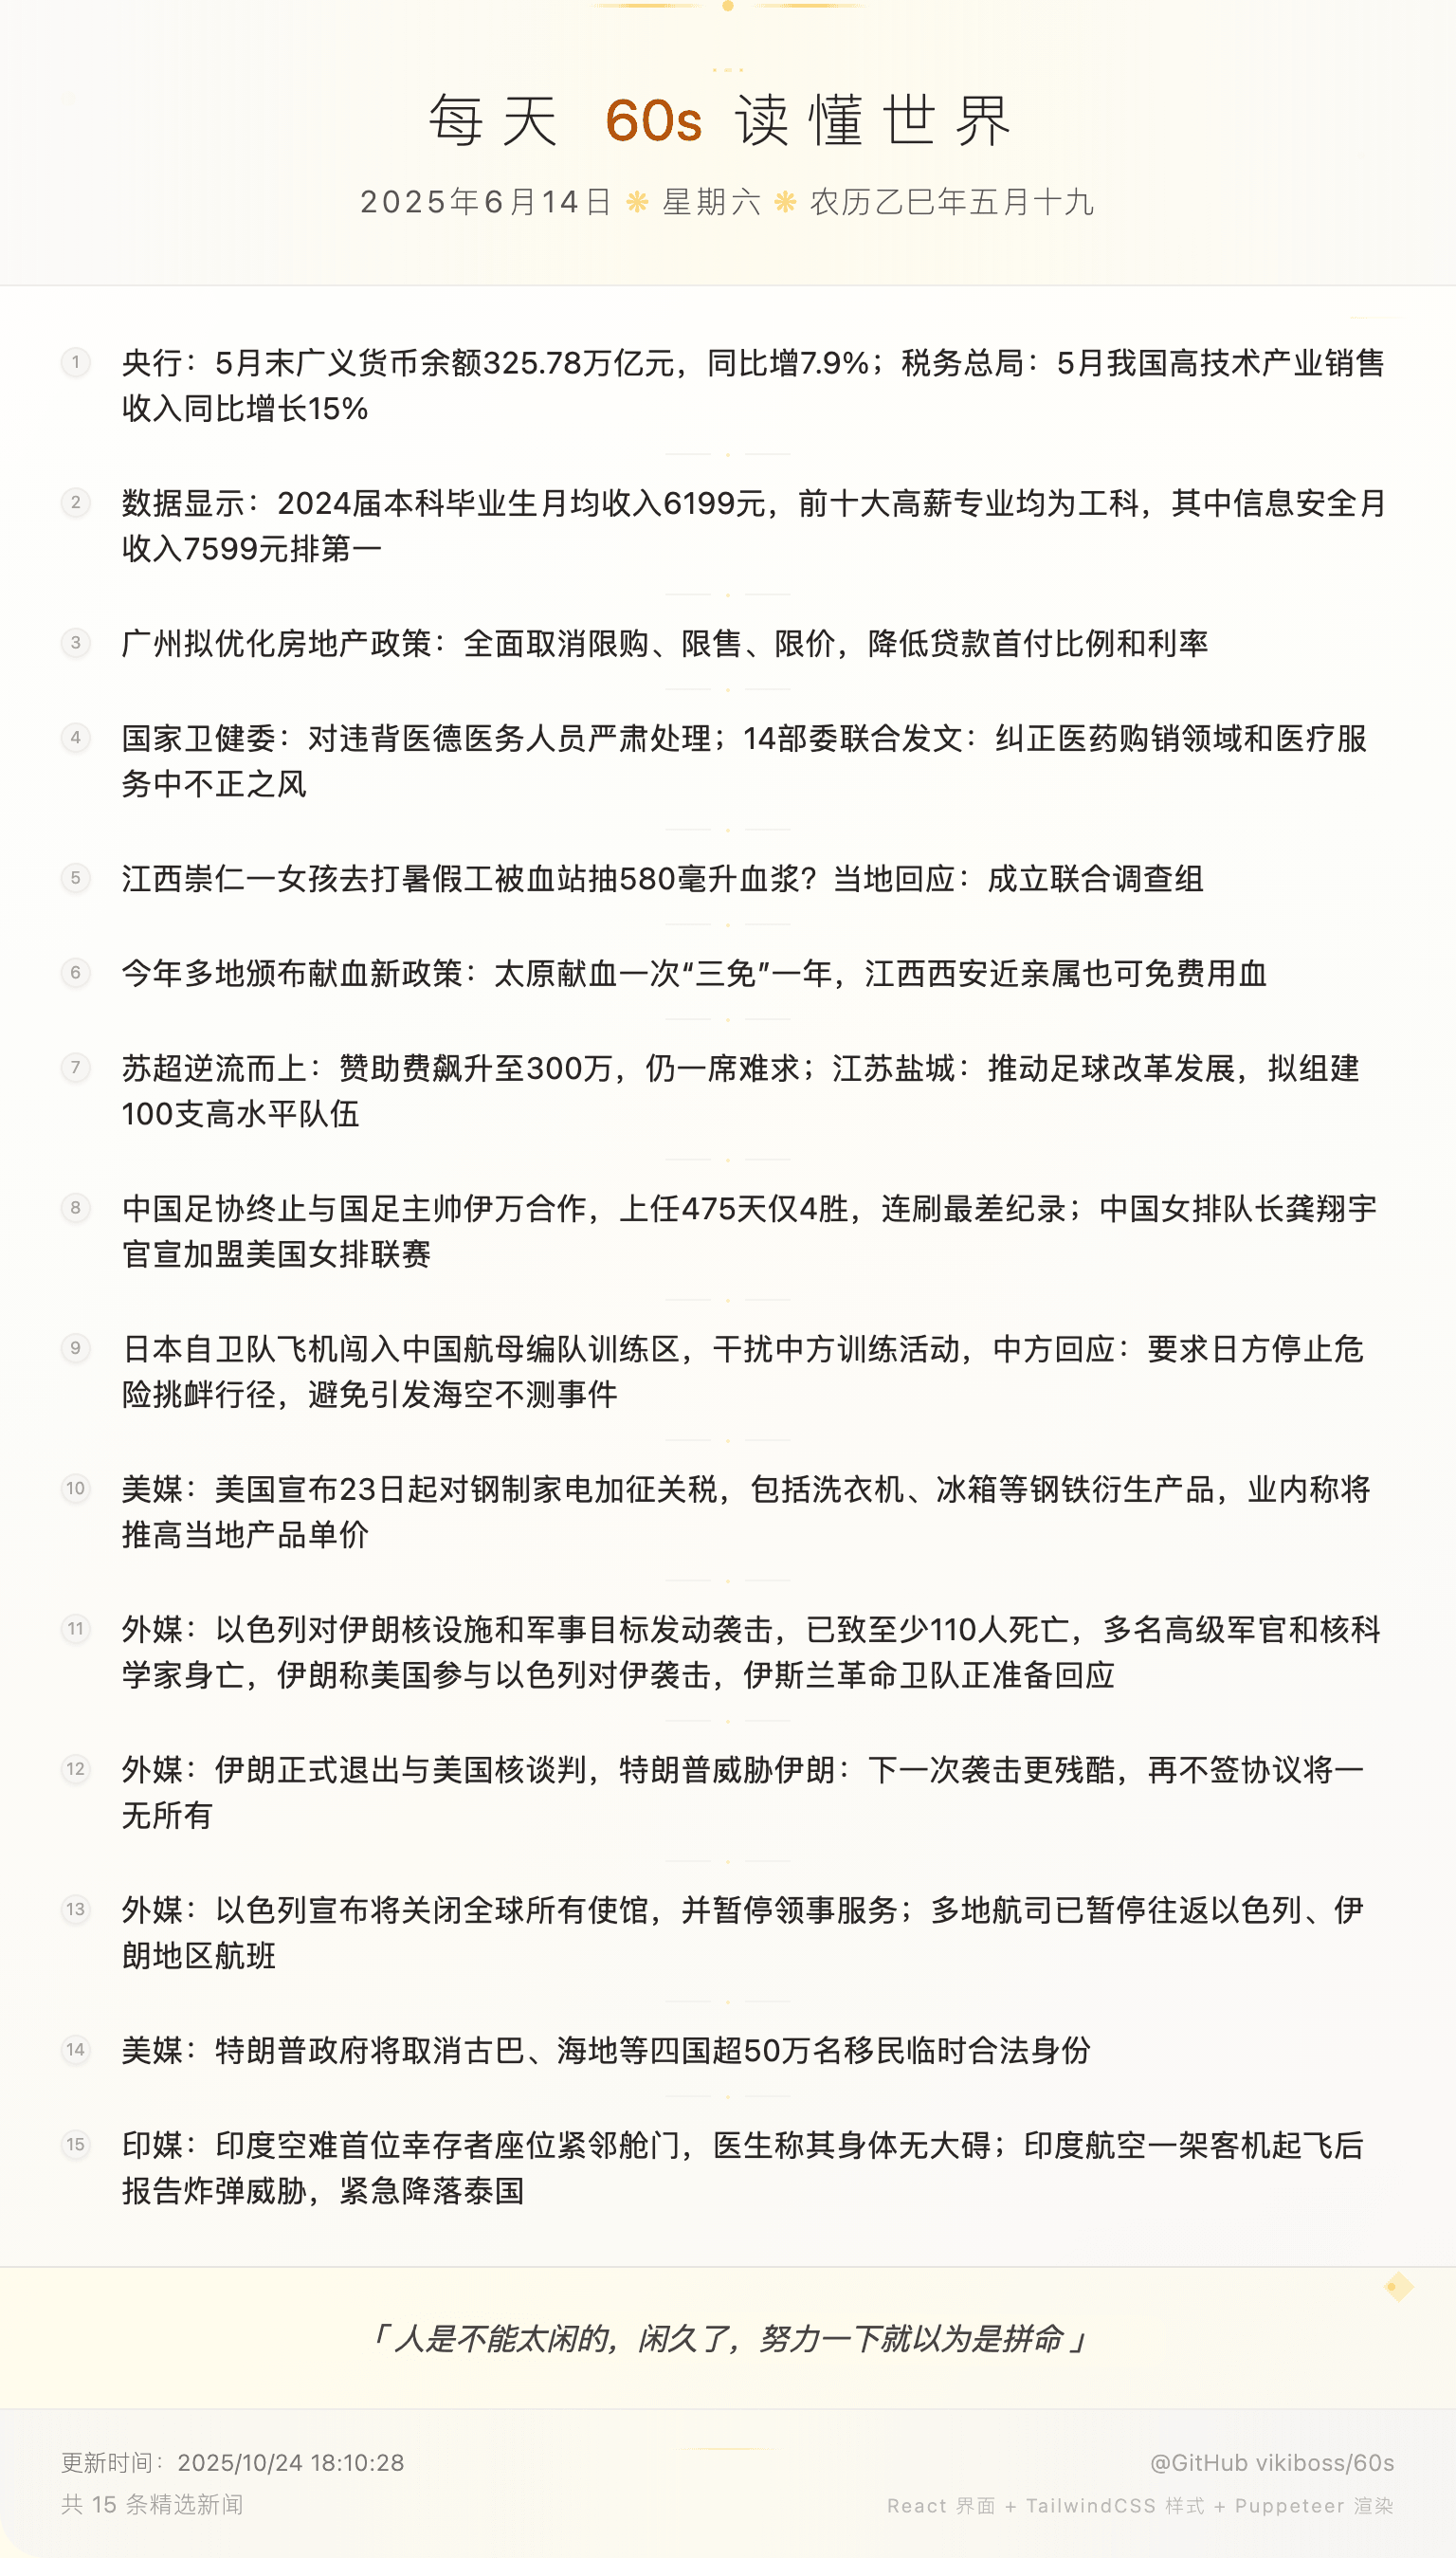 每天 60s 读懂世界
2025年6月14日 ❋ 星期六 ❋ 农历乙巳年五月十九
1 央行：5月末广义货币余额325.78万亿元，同比增7.9%；税务总局：5月我国高技术产业销售
收入同比增长15%
2 数据显示：2024届本科毕业生月均收入6199元，前十大高薪专业均为工科，其中信息安全月
收入7599元排第一
3 广州拟优化房地产政策：全面取消限购、限售、限价，降低贷款首付比例和利率
4 国家卫健委：对违背医德医务人员严肃处理；14部委联合发文：纠正医药购销领域和医疗服
务中不正之风
5 江西崇仁一女孩去打暑假工被血站抽580毫升血浆？当地回应：成立联合调查组
6 今年多地颁布献血新政策：太原献血一次“三免”一年，江西西安近亲属也可免费用血
7 苏超逆流而上：赞助费飙升至300万，仍一席难求；江苏盐城：推动足球改革发展，拟组建
100支高水平队伍
8 中国足协终止与国足主帅伊万合作，上任475天仅4胜，连刷最差纪录；中国女排队长龚翔宇
官宣加盟美国女排联赛
9 日本自卫队飞机闯入中国航母编队训练区，干扰中方训练活动，中方回应：要求日方停止危
险挑衅行径，避免引发海空不测事件
10 美媒：美国宣布23日起对钢制家电加征关税，包括洗衣机、冰箱等钢铁衍生产品，业内称将
推高当地产品单价
11 外媒：以色列对伊朗核设施和军事目标发动袭击，已致至少110人死亡，多名高级军官和核科
学家身亡，伊朗称美国参与以色列对伊袭击，伊斯兰革命卫队正准备回应
12 外媒：伊朗正式退出与美国核谈判，特朗普威胁伊朗：下一次袭击更残酷，再不签协议将一
无所有
13 外媒：以色列宣布将关闭全球所有使馆，并暂停领事服务；多地航司已暂停往返以色列、伊
朗地区航班
14 美媒：特朗普政府将取消古巴、海地等四国超50万名移民临时合法身份
15 印媒：印度空难首位幸存者座位紧邻舱门，医生称其身体无大碍；印度航空一架客机起飞后
报告炸弹威胁，紧急降落泰国
「人是不能太闲的，闲久了，努力一下就以为是拼命」
更新时间：2025/10/24 18:10:28
@GitHub vikiboss/60s
共 15 条精选新闻
React 界面 + TailwindCSS 样式 + Puppeteer 渲染